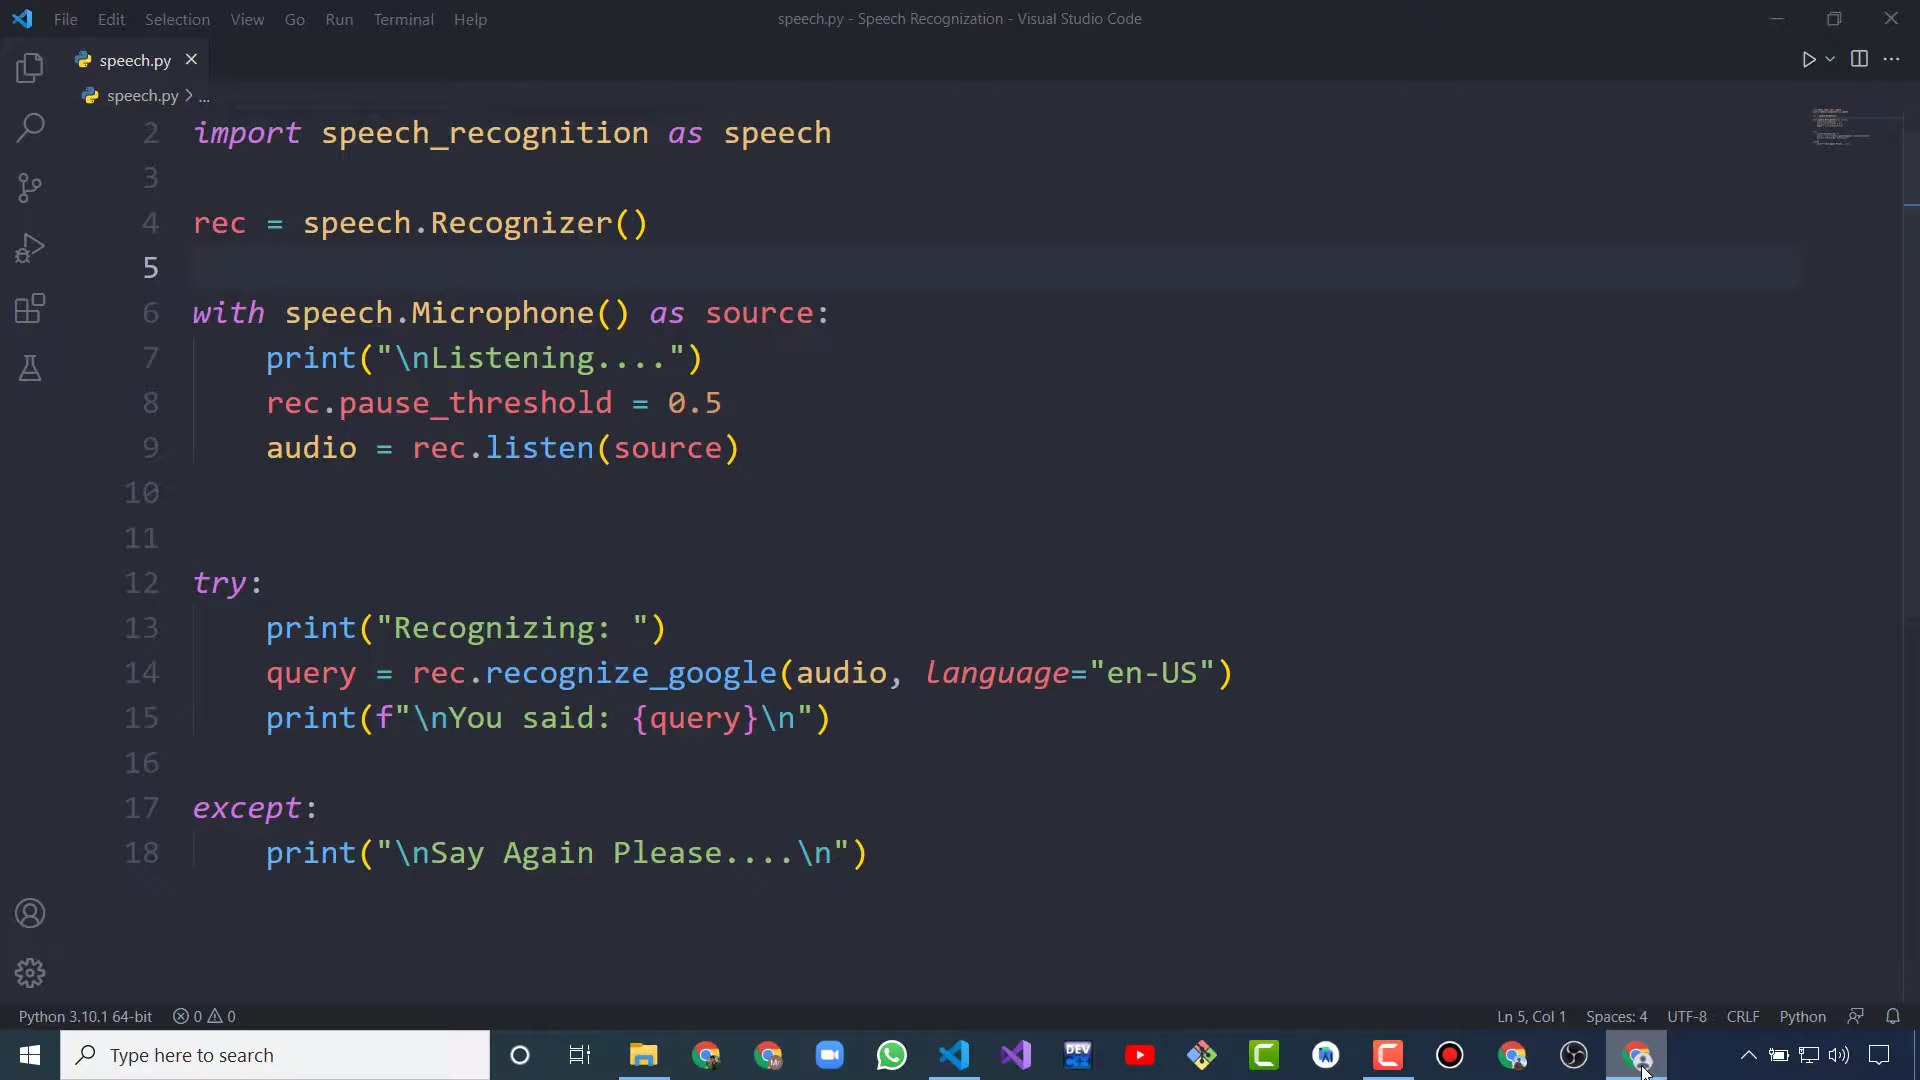 File Edit Selection View Go Run Terminal Help speech.py - Speech Recognization - Visual Studio Code
speech.py
speech.py > ...
2 import speech_recognition as speech
3
4 rec = speech.Recognizer()
5
6 with speech.Microphone() as source:
7 print("\nListening....")
8 rec.pause_threshold = 0.5
9 audio = rec.listen(source)
10
11
12 try:
13 print("Recognizing: ")
14 query = rec.recognize_google(audio, language="en-US")
15 print(f"\nYou said: {query}\n")
16
17 except:
18 print("\nSay Again Please....\n")
Python 3.10.1 64-bit 0 0 Ln 5, Col 1 Spaces: 4 UTF-8 CRLF Python
Type here to search
DEV